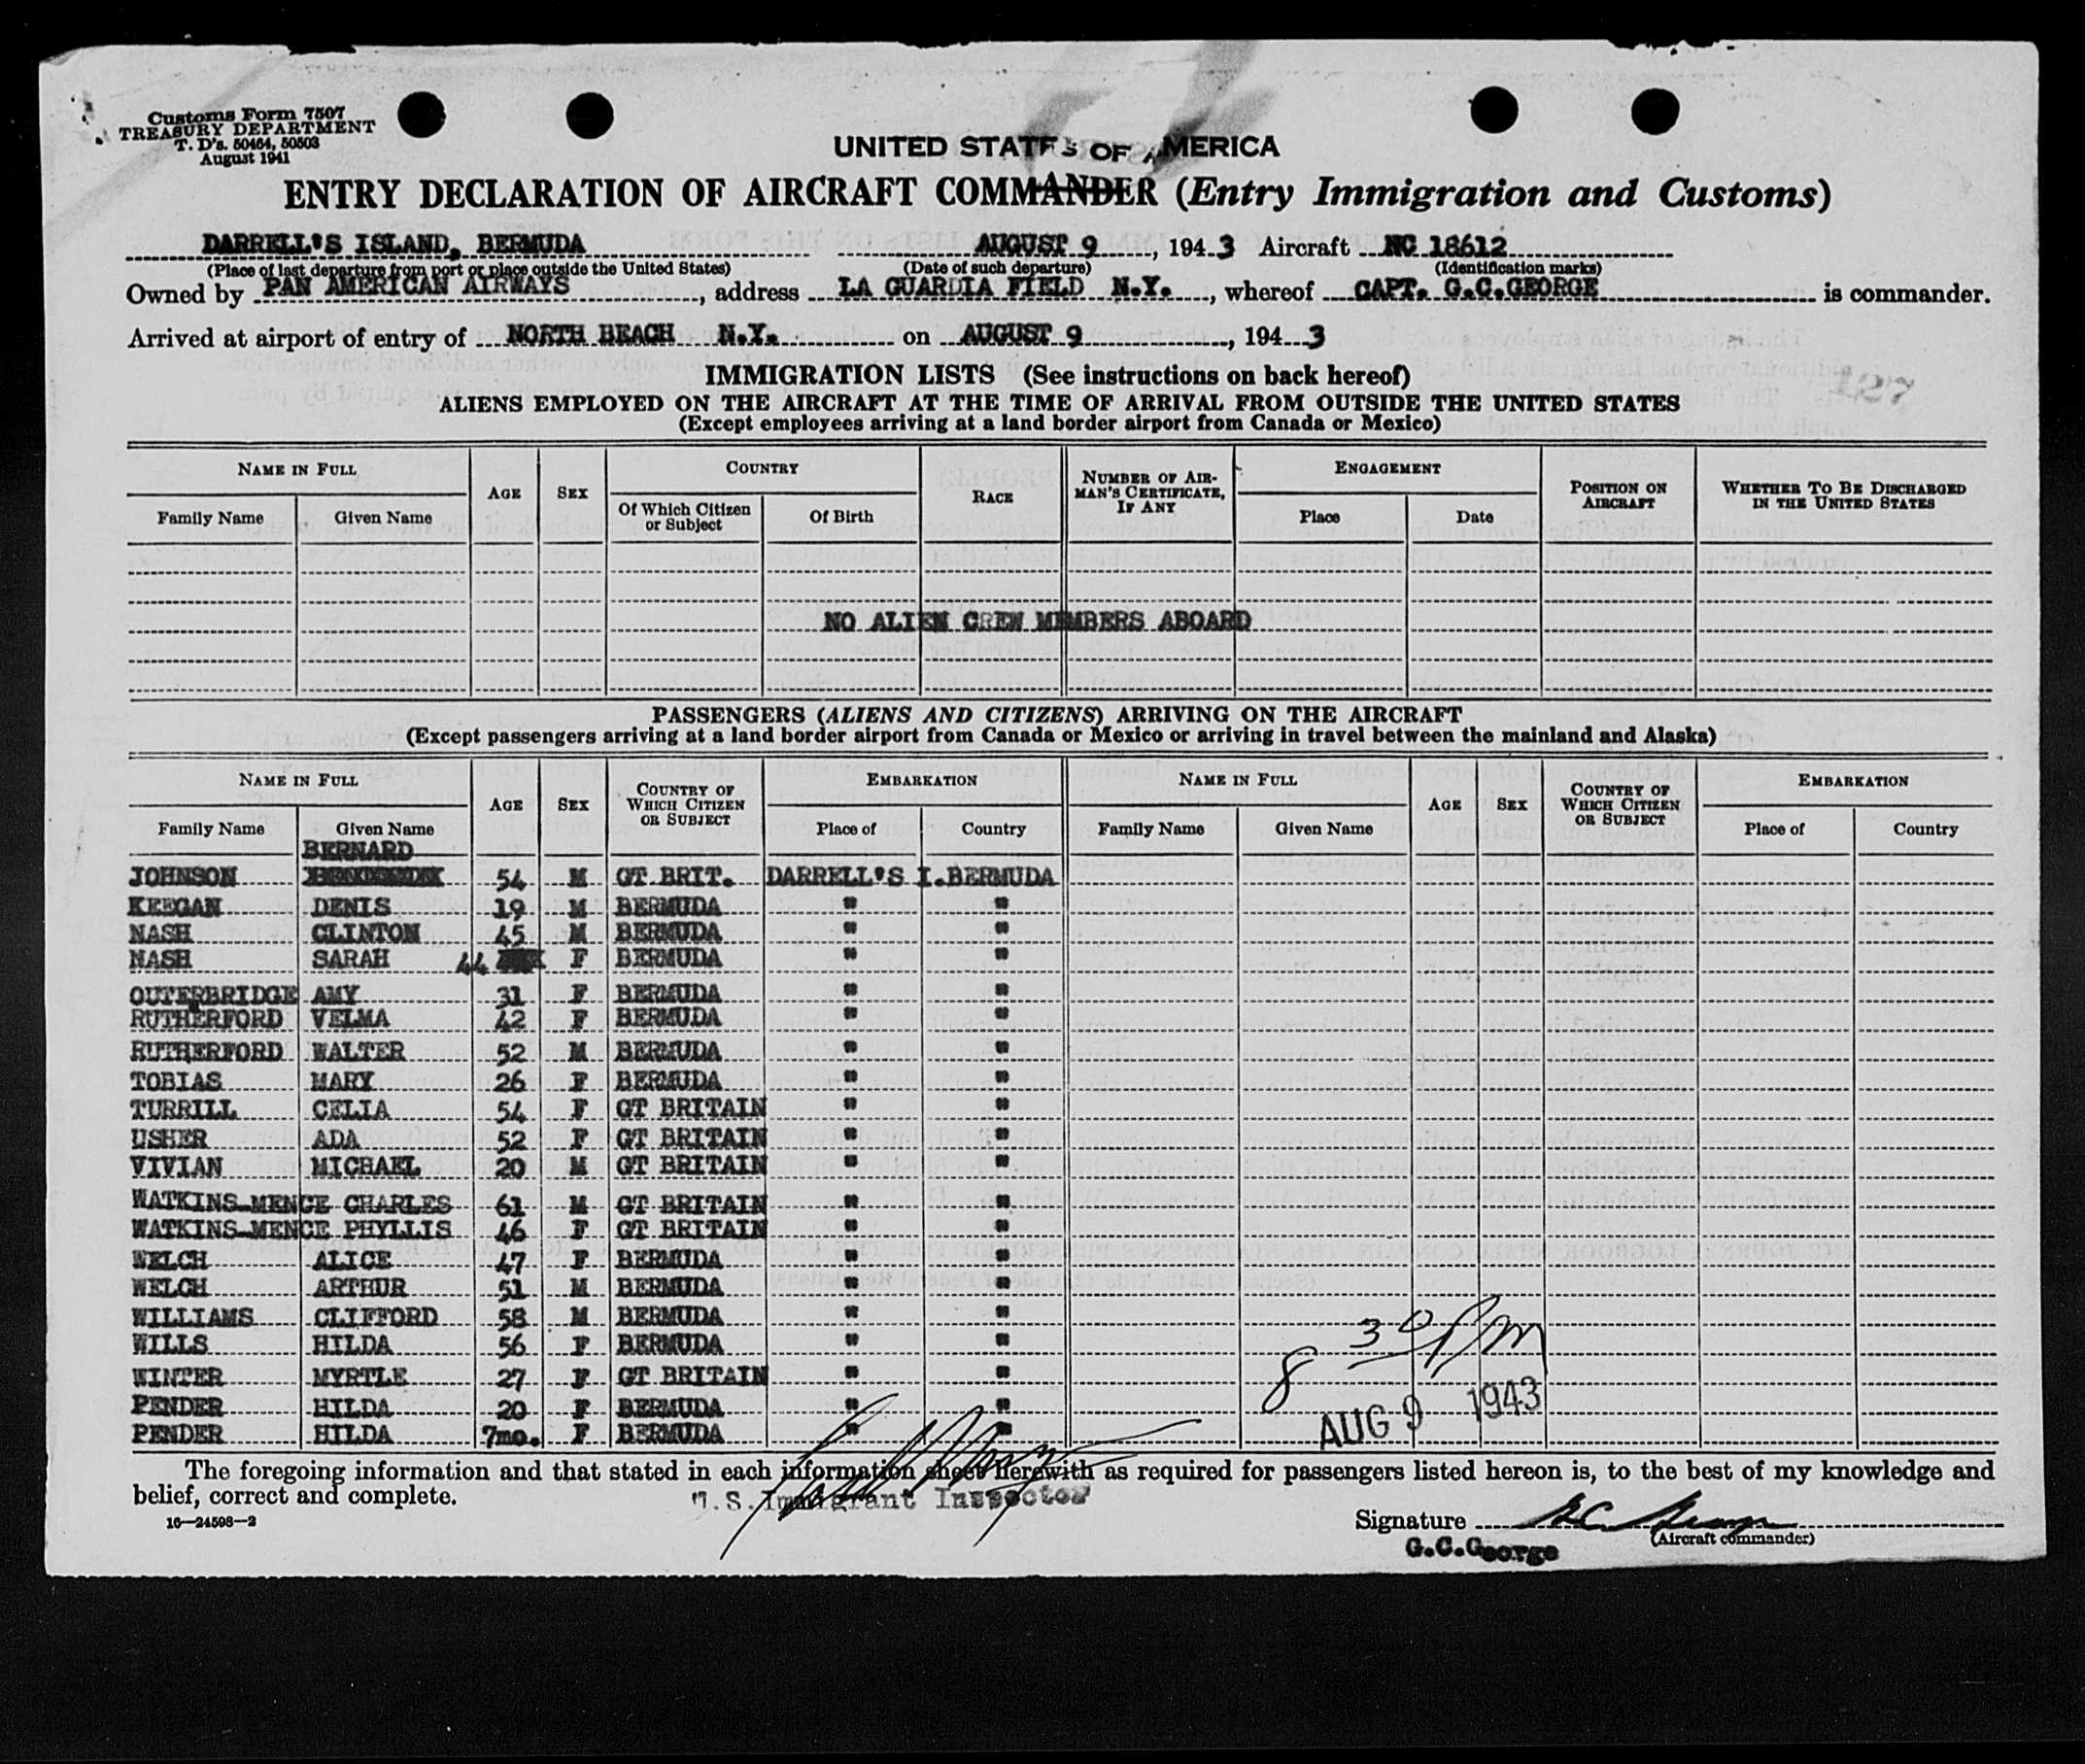 Customs Form 7507
TREASURY DEPARTMENT
T. D's. 50464, 50503
August 1941
UNITED STATES OF AMERICA
ENTRY DECLARATION OF AIRCRAFT COMMANDER (Entry Immigration and Customs)
DARRELL'S ISLAND, BERMUDA AUGUST 9, 1943 Aircraft NC 18612
(Place of last departure from port or place outside the United States) (Date of such departure) (Identification marks)
Owned by PAN AMERICAN AIRWAYS, address LA GUARDIA FIELD N.Y., whereof CAPT. G.C.GEORGE is commander.
Arrived at airport of entry of NORTH BEACH N.Y. on AUGUST 9, 1943
IMMIGRATION LISTS (See instructions on back hereof)
ALIENS EMPLOYED ON THE AIRCRAFT AT THE TIME OF ARRIVAL FROM OUTSIDE THE UNITED STATES
(Except employees arriving at a land border airport from Canada or Mexico)
NAME IN FULL AGE SEX COUNTRY RACE NUMBER OF AIRMAN'S CERTIFICATE, IF ANY ENGAGEMENT POSITION ON AIRCRAFT WHETHER TO BE DISCHARGED IN THE UNITED STATES
Family Name Given Name Of Which Citizen or Subject Of Birth Place Date
NO ALIEN CREW MEMBERS ABOARD
PASSENGERS (ALIENS AND CITIZENS) ARRIVING ON THE AIRCRAFT
(Except passengers arriving at a land border airport from Canada or Mexico or arriving in travel between the mainland and Alaska)
NAME IN FULL AGE SEX COUNTRY OF WHICH CITIZEN OR SUBJECT EMBARKATION NAME IN FULL AGE SEX COUNTRY OF WHICH CITIZEN OR SUBJECT EMBARKATION
Family Name Given Name Place of Country Family Name Given Name Place of Country
BERNARD
JOHNSON 54 M GT BRIT. DARRELL'S I. BERMUDA
KEEGAN DENIS 19 M BERMUDA " "
NASH CLINTON 45 M BERMUDA " "
NASH SARAH 44 F BERMUDA " "
OUTERBRIDGE AMY 31 F BERMUDA " "
RUTHERFORD VELMA 42 F BERMUDA " "
RUTHERFORD WALTER 52 M BERMUDA " "
TOBIAS MARY 26 F BERMUDA " "
TURRILL CELIA 54 F GT BRITAIN " "
USHER ADA 52 F GT BRITAIN " "
VIVIAN MICHAEL 20 M GT BRITAIN " "
WATKINS-MENCE CHARLES 61 M GT BRITAIN " "
WATKINS-MENCE PHYLLIS 46 F GT BRITAIN " "
WELCH ALICE 47 F BERMUDA " "
WELCH ARTHUR 51 M BERMUDA " "
WILLIAMS CLIFFORD 58 M BERMUDA " "
WILLS HILDA 56 F BERMUDA " "
WINTER MYRTLE 27 F GT BRITAIN " "
PENDER HILDA 20 F BERMUDA " "
PENDER HILDA 7mo. F BERMUDA " "
8 30 PM
AUG 9 1943
The foregoing information and that stated in each information sheet herewith as required for passengers listed hereon is, to the best of my knowledge and
belief, correct and complete.
U.S. Immigrant Inspector
16—24598—2
Signature G.C. George
(Aircraft commander)
G.C.George